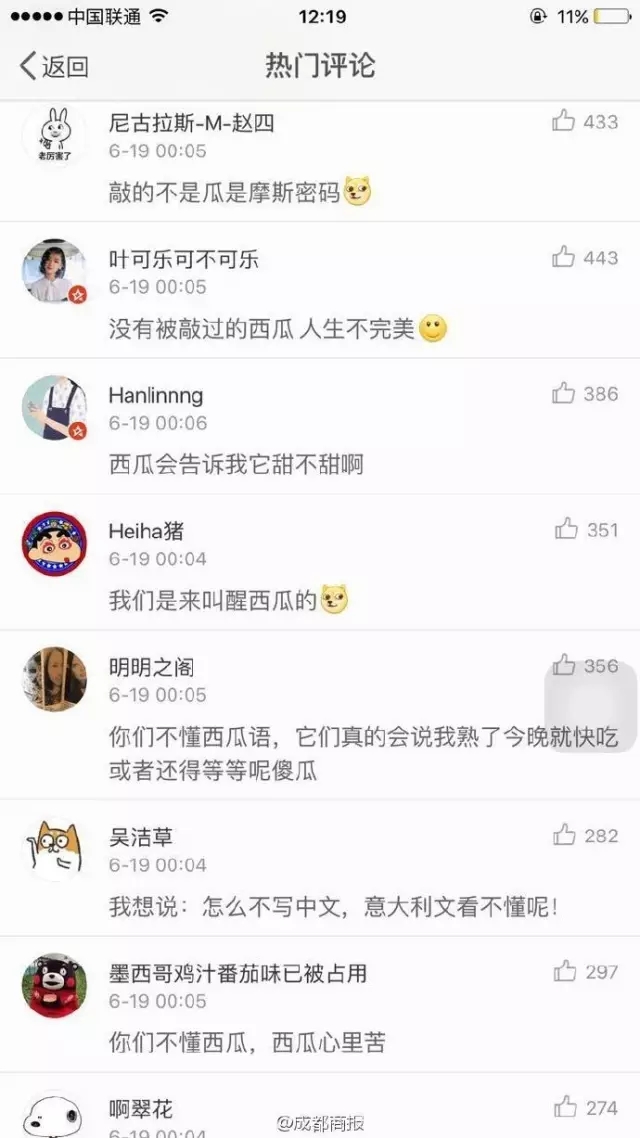 中国联通
12:19
11%
返回
热门评论
老厉害了
尼古拉斯-M-赵四
433
6-19 00:05
敲的不是瓜是摩斯密码
叶可乐可不可乐
443
6-19 00:05
没有被敲过的西瓜 人生不完美
Hanlinnng
386
6-19 00:06
西瓜会告诉我它甜不甜啊
Heiha猪
351
6-19 00:04
我们是来叫醒西瓜的
明明之阁
356
6-19 00:05
你们不懂西瓜语，它们真的会说我熟了今晚就快吃
或者还得等等呢傻瓜
吴洁草
282
6-19 00:04
我想说：怎么不写中文，意大利文看不懂呢！
墨西哥鸡汁番茄味已被占用
297
6-19 00:05
你们不懂西瓜，西瓜心里苦
啊翠花
274
6-19 00:04
@成都商报